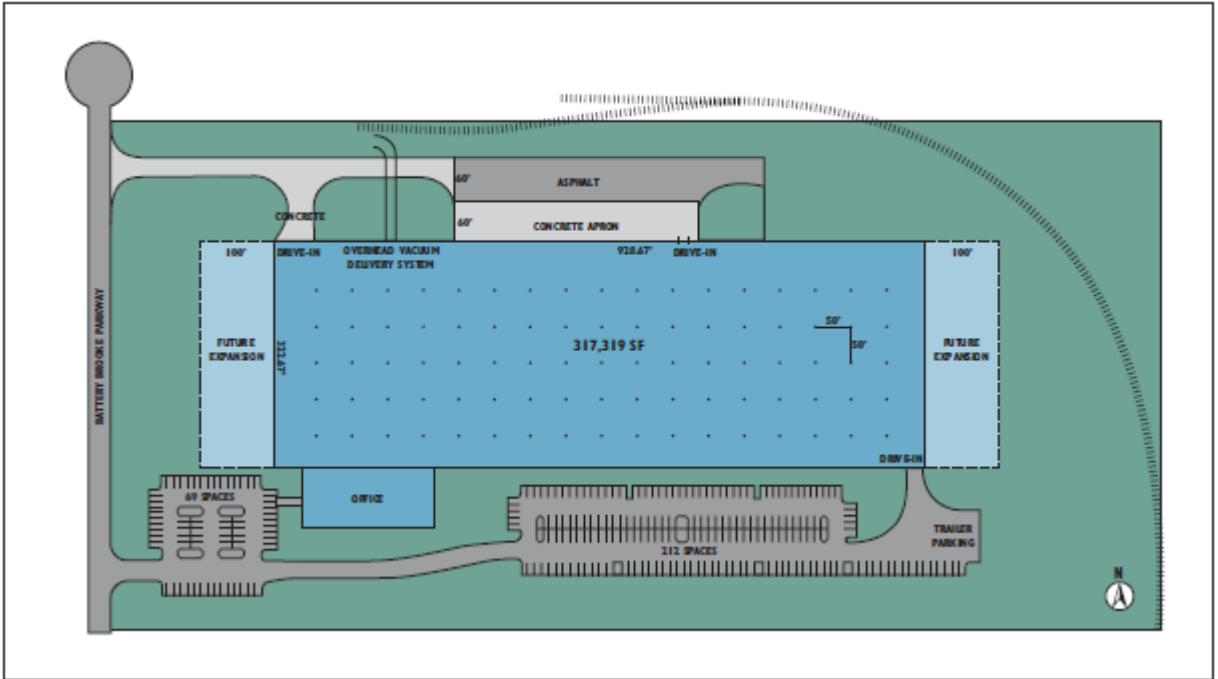 60'
ASPHALT
CONCRETE
60'
CONCRETE APRON
100'
DRIVE-IN
OVERHEAD VACUUM
DELIVERY SYSTEM
928.67'
DRIVE-IN
100'
BATTERY BROOKE PARKWAY
FUTURE
EXPANSION
322.67'
317,319 SF
50'
50'
FUTURE
EXPANSION
DRIVE-IN
69 SPACES
OFFICE
TRAILER
PARKING
212 SPACES
N